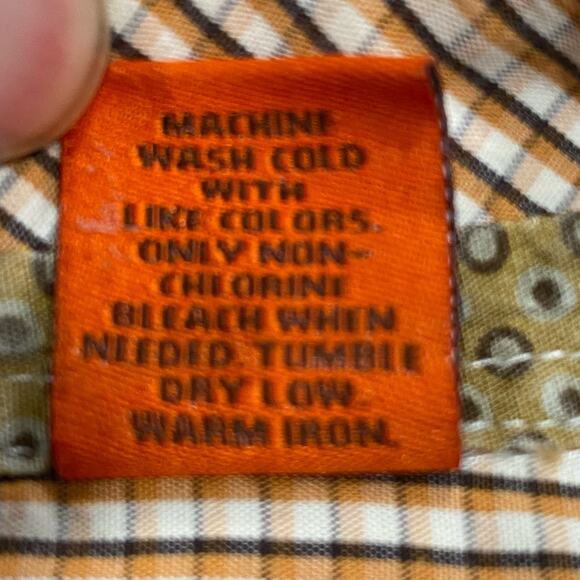 MACHINE
WASH COLD
WITH
LIKE COLORS.
ONLY NON-
CHLORINE
BLEACH WHEN
NEEDED. TUMBLE
DRY LOW.
WARM IRON.